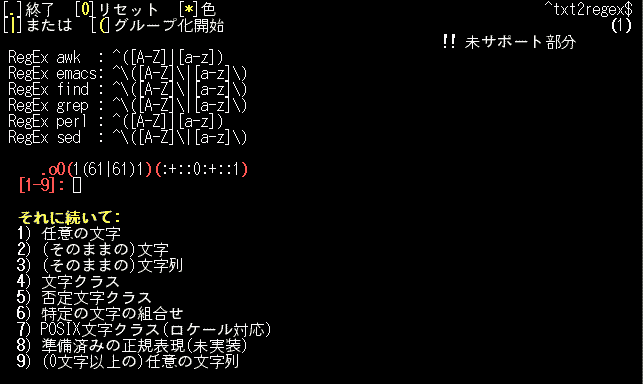 [.]終了 [0]リセット [*]色 ^txt2regex$
[|]または [(]グループ化開始 (1)
!! 未サポート部分
RegEx awk : ^([A-Z]|[a-z])
RegEx emacs: ^\([A-Z]\|[a-z]\)
RegEx find : ^\([A-Z]\|[a-z]\)
RegEx grep : ^\([A-Z]\|[a-z]\)
RegEx perl : ^([A-Z]|[a-z])
RegEx sed : ^\([A-Z]\|[a-z]\)
.oO(1(61|61)1)(:+::0:+::1)
[1-9]:
それに続いて:
1) 任意の文字
2) (そのままの)文字
3) (そのままの)文字列
4) 文字クラス
5) 否定文字クラス
6) 特定の文字の組合せ
7) POSIX文字クラス(ロケール対応)
8) 準備済みの正規表現(未実装)
9) (0文字以上の)任意の文字列